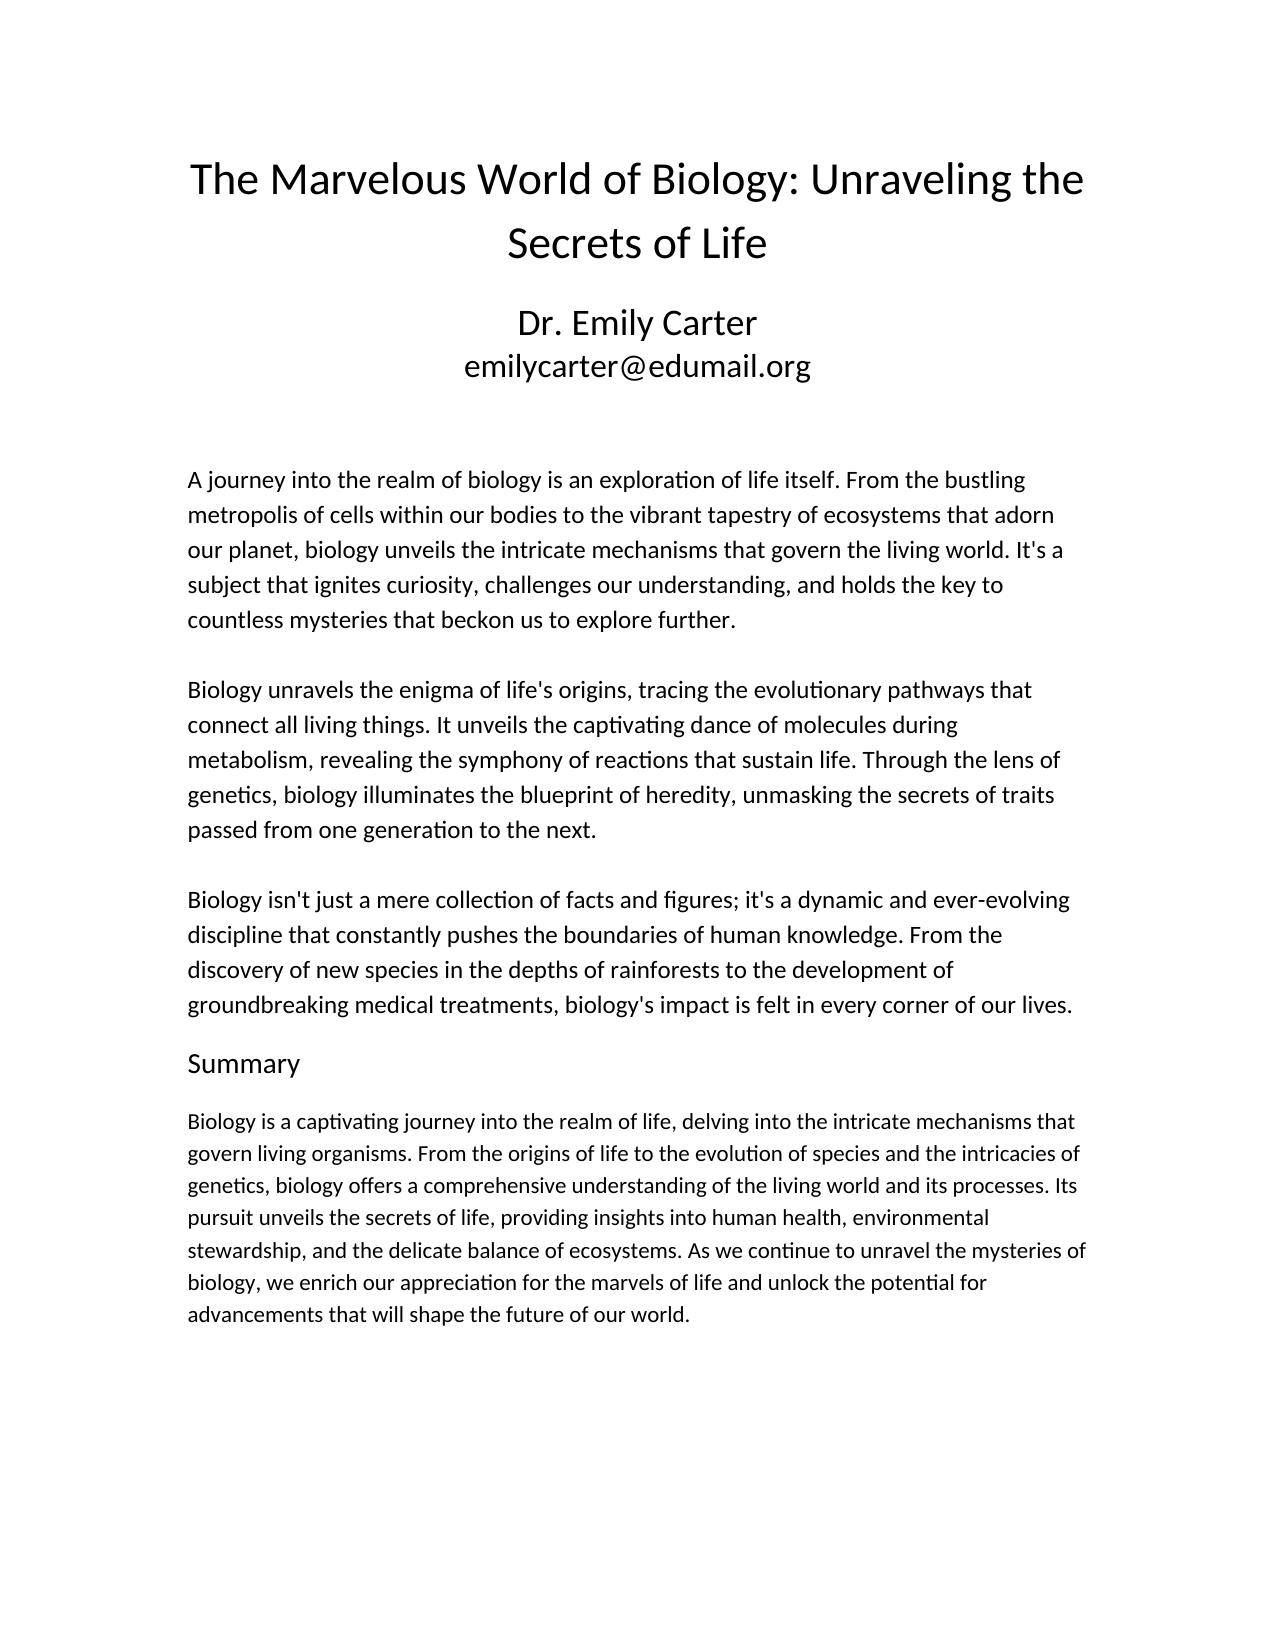 The Marvelous World of Biology: Unraveling the
Secrets of Life
Dr. Emily Carter
emilycarter@edumail.org
A journey into the realm of biology is an exploration of life itself. From the bustling
metropolis of cells within our bodies to the vibrant tapestry of ecosystems that adorn
our planet, biology unveils the intricate mechanisms that govern the living world. It's a
subject that ignites curiosity, challenges our understanding, and holds the key to
countless mysteries that beckon us to explore further.
Biology unravels the enigma of life's origins, tracing the evolutionary pathways that
connect all living things. It unveils the captivating dance of molecules during
metabolism, revealing the symphony of reactions that sustain life. Through the lens of
genetics, biology illuminates the blueprint of heredity, unmasking the secrets of traits
passed from one generation to the next.
Biology isn't just a mere collection of facts and figures; it's a dynamic and ever-evolving
discipline that constantly pushes the boundaries of human knowledge. From the
discovery of new species in the depths of rainforests to the development of
groundbreaking medical treatments, biology's impact is felt in every corner of our lives.
Summary
Biology is a captivating journey into the realm of life, delving into the intricate mechanisms that
govern living organisms. From the origins of life to the evolution of species and the intricacies of
genetics, biology offers a comprehensive understanding of the living world and its processes. Its
pursuit unveils the secrets of life, providing insights into human health, environmental
stewardship, and the delicate balance of ecosystems. As we continue to unravel the mysteries of
biology, we enrich our appreciation for the marvels of life and unlock the potential for
advancements that will shape the future of our world.